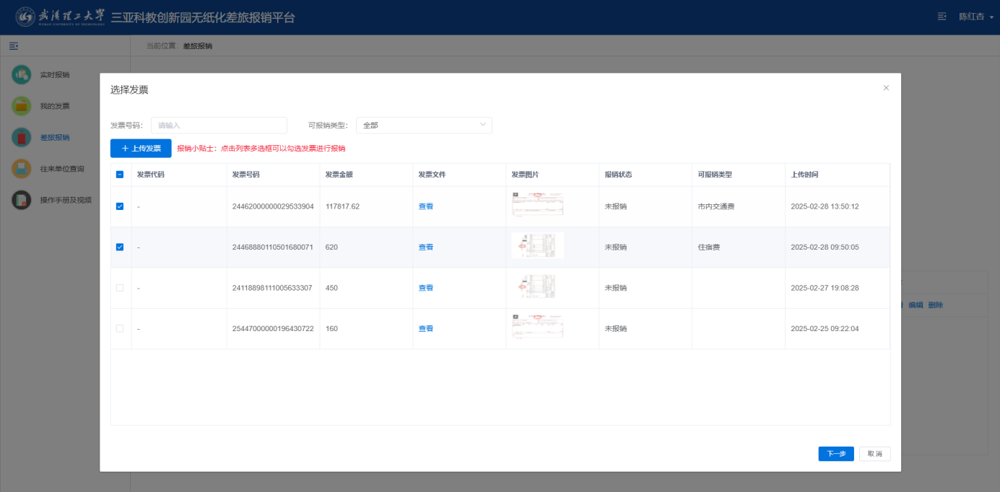 武汉理工大学 三亚科教创新园无纸化差旅报销平台
WUHAN UNIVERSITY OF TECHNOLOGY
陈红杏
当前位置: 差旅报销
实时报销
我的发票
差旅报销
往来单位查询
操作手册及视频
选择发票
发票号码: 请输入 可报销类型: 全部
+ 上传发票 报销小贴士：点击列表多选框可以勾选发票进行报销
发票代码 发票号码 发票金额 发票文件 发票图片 报销状态 可报销类型 上传时间
- 24462000000029533904 117817.62 查看 未报销 市内交通费 2025-02-28 13:50:12
- 24468880110501680071 620 查看 未报销 住宿费 2025-02-28 09:50:05
- 24118898111005633307 450 查看 未报销 2025-02-27 19:08:28
- 25447000000196430722 160 查看 未报销 2025-02-25 09:22:04
编辑 删除
下一步 取消